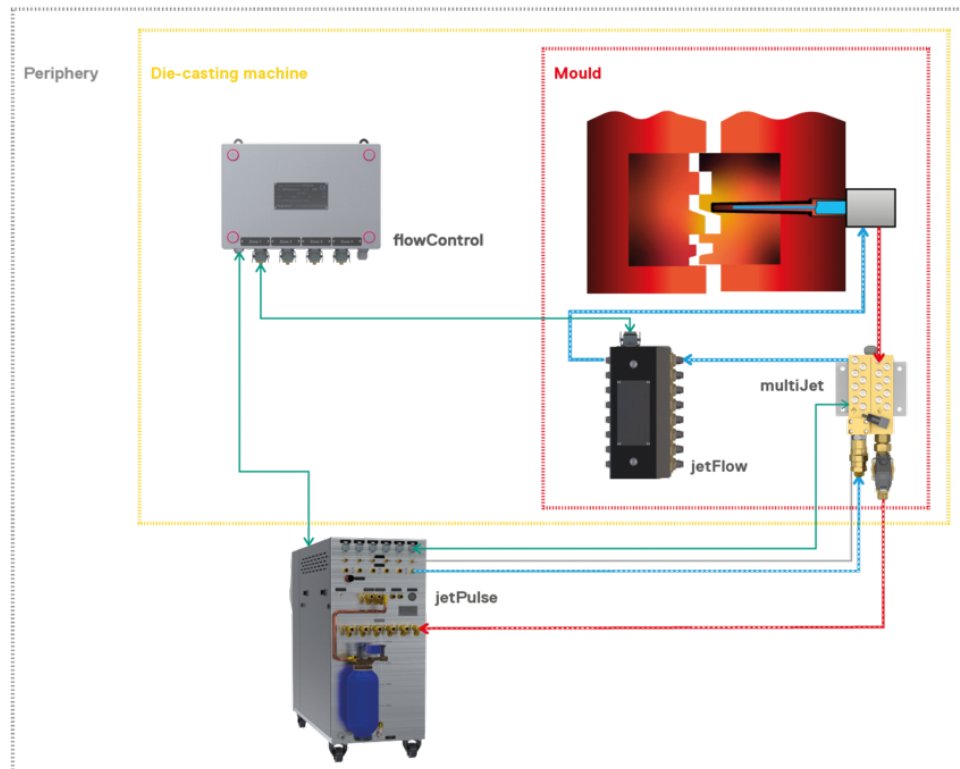 Periphery
Die-casting machine
Mould
flowControl
multiJet
jetFlow
jetPulse